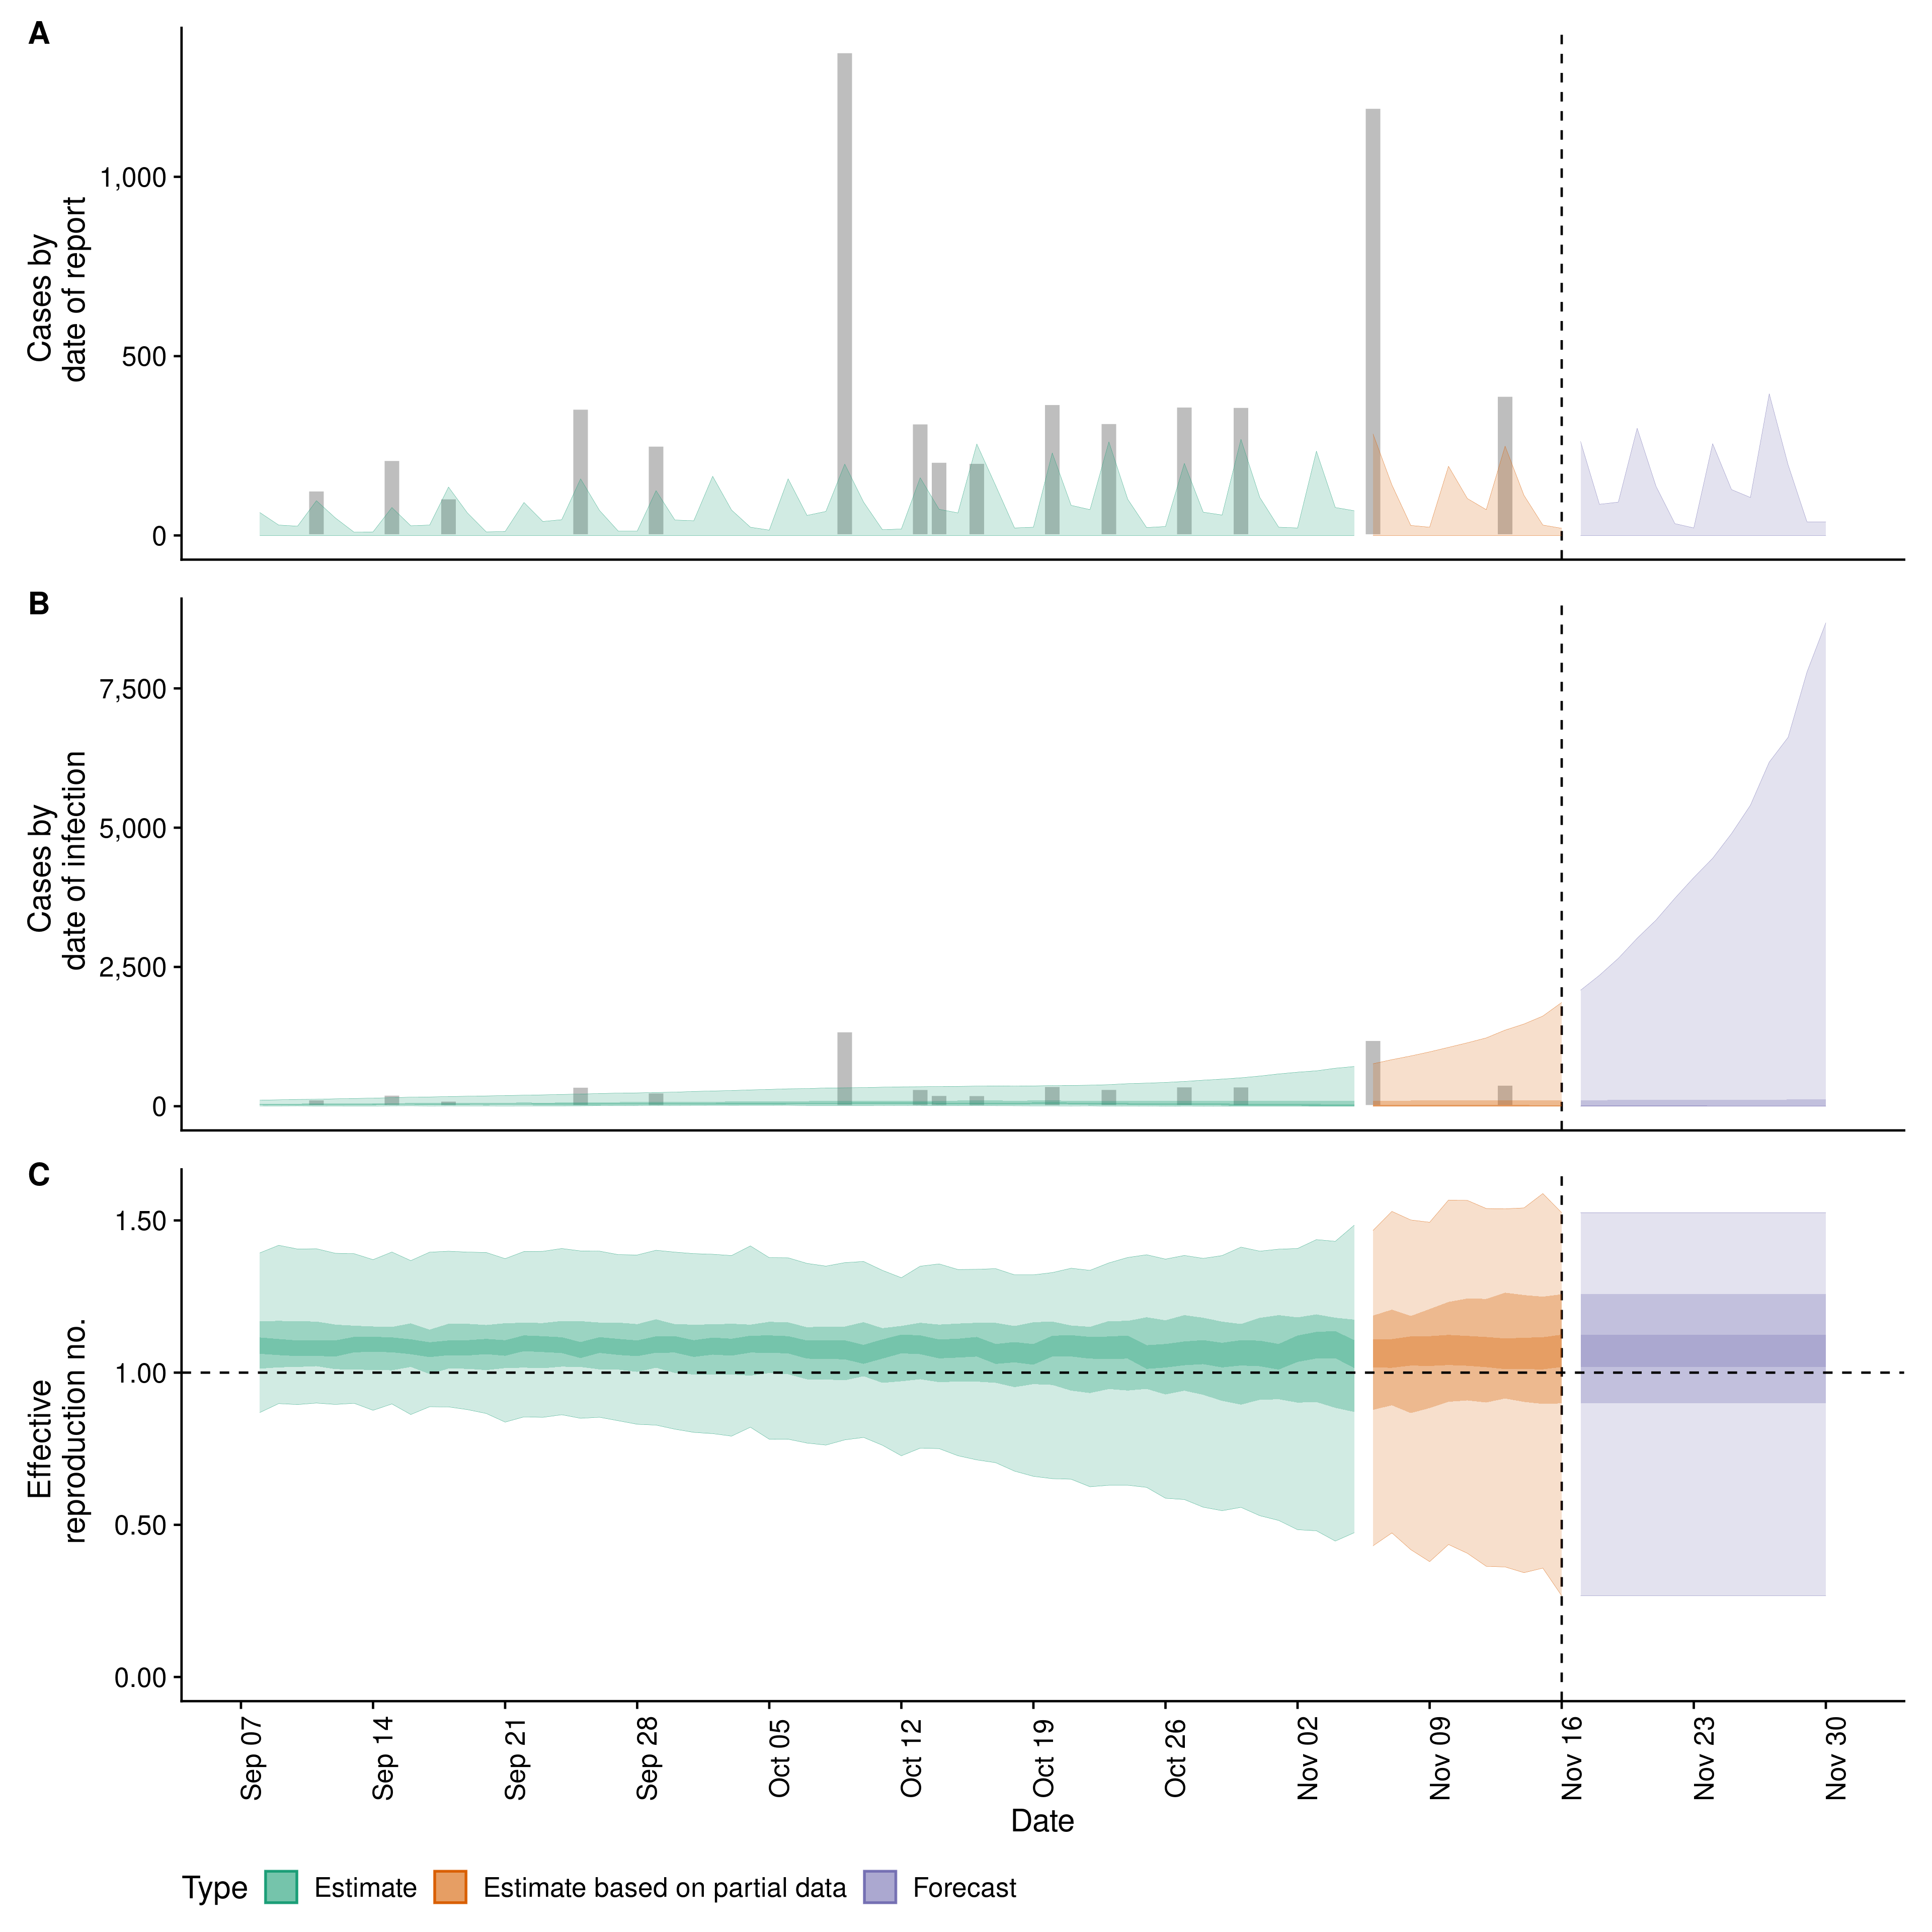 A
Cases by
date of report
1,000
500
0
B
Cases by
date of infection
7,500
5,000
2,500
0
C
Effective
reproduction no.
1.50
1.00
0.50
0.00
Sep 07
Sep 14
Sep 21
Sep 28
Oct 05
Oct 12
Oct 19
Oct 26
Nov 02
Nov 09
Nov 16
Nov 23
Nov 30
Date
Type Estimate Estimate based on partial data Forecast